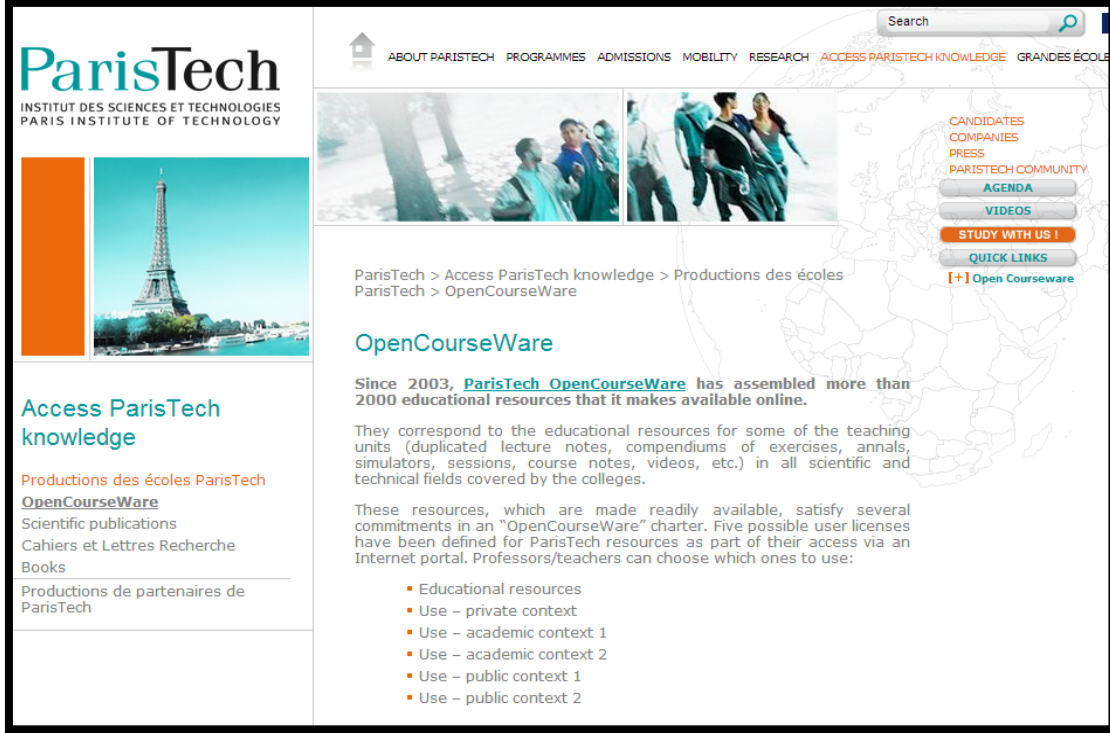 ParisTech
INSTITUT DES SCIENCES ET TECHNOLOGIES
PARIS INSTITUTE OF TECHNOLOGY
Search
ABOUT PARISTECH PROGRAMMES ADMISSIONS MOBILITY RESEARCH ACCESS PARISTECH KNOWLEDGE GRANDES ÉCOLE
CANDIDATES
COMPANIES
PRESS
PARISTECH COMMUNITY
AGENDA
VIDEOS
STUDY WITH US !
QUICK LINKS
[+] Open Courseware
Access ParisTech
knowledge
Productions des écoles ParisTech
OpenCourseWare
Scientific publications
Cahiers et Lettres Recherche
Books
Productions de partenaires de
ParisTech
ParisTech > Access ParisTech knowledge > Productions des écoles
ParisTech > OpenCourseWare
OpenCourseWare
Since 2003, ParisTech OpenCourseWare has assembled more than
2000 educational resources that it makes available online.
They correspond to the educational resources for some of the teaching
units (duplicated lecture notes, compendiums of exercises, annals,
simulators, sessions, course notes, videos, etc.) in all scientific and
technical fields covered by the colleges.
These resources, which are made readily available, satisfy several
commitments in an “OpenCourseWare” charter. Five possible user licenses
have been defined for ParisTech resources as part of their access via an
Internet portal. Professors/teachers can choose which ones to use:
▪ Educational resources
▪ Use – private context
▪ Use – academic context 1
▪ Use – academic context 2
▪ Use – public context 1
▪ Use – public context 2